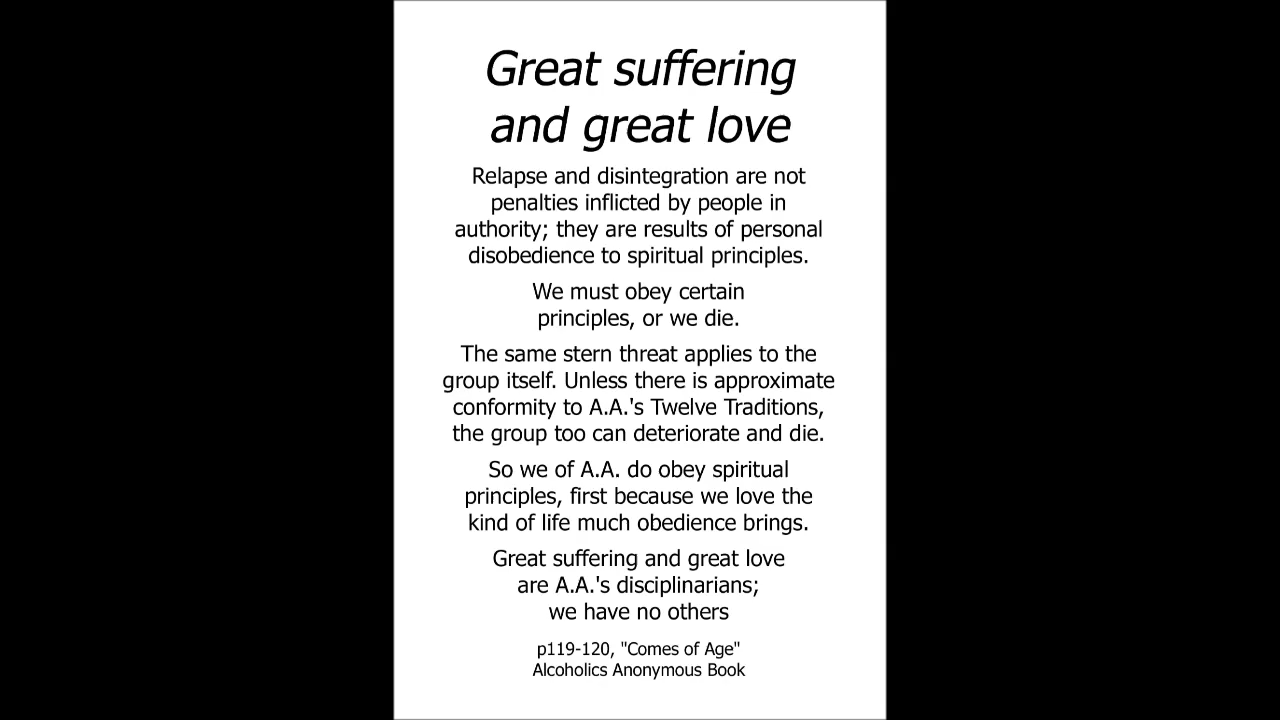 Great suffering
and great love
Relapse and disintegration are not
penalties inflicted by people in
authority; they are results of personal
disobedience to spiritual principles.
We must obey certain
principles, or we die.
The same stern threat applies to the
group itself. Unless there is approximate
conformity to A.A.'s Twelve Traditions,
the group too can deteriorate and die.
So we of A.A. do obey spiritual
principles, first because we love the
kind of life much obedience brings.
Great suffering and great love
are A.A.'s disciplinarians;
we have no others
p119-120, "Comes of Age"
Alcoholics Anonymous Book